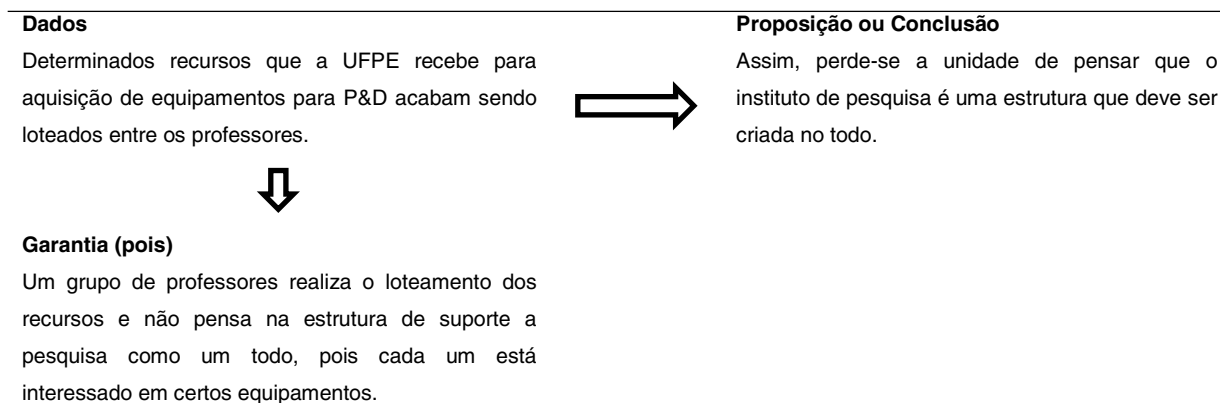 Dados
Determinados recursos que a UFPE recebe para
aquisição de equipamentos para P&D acabam sendo
loteados entre os professores.
Proposição ou Conclusão
Assim, perde-se a unidade de pensar que o
instituto de pesquisa é uma estrutura que deve ser
criada no todo.
Garantia (pois)
Um grupo de professores realiza o loteamento dos
recursos e não pensa na estrutura de suporte a
pesquisa como um todo, pois cada um está
interessado em certos equipamentos.